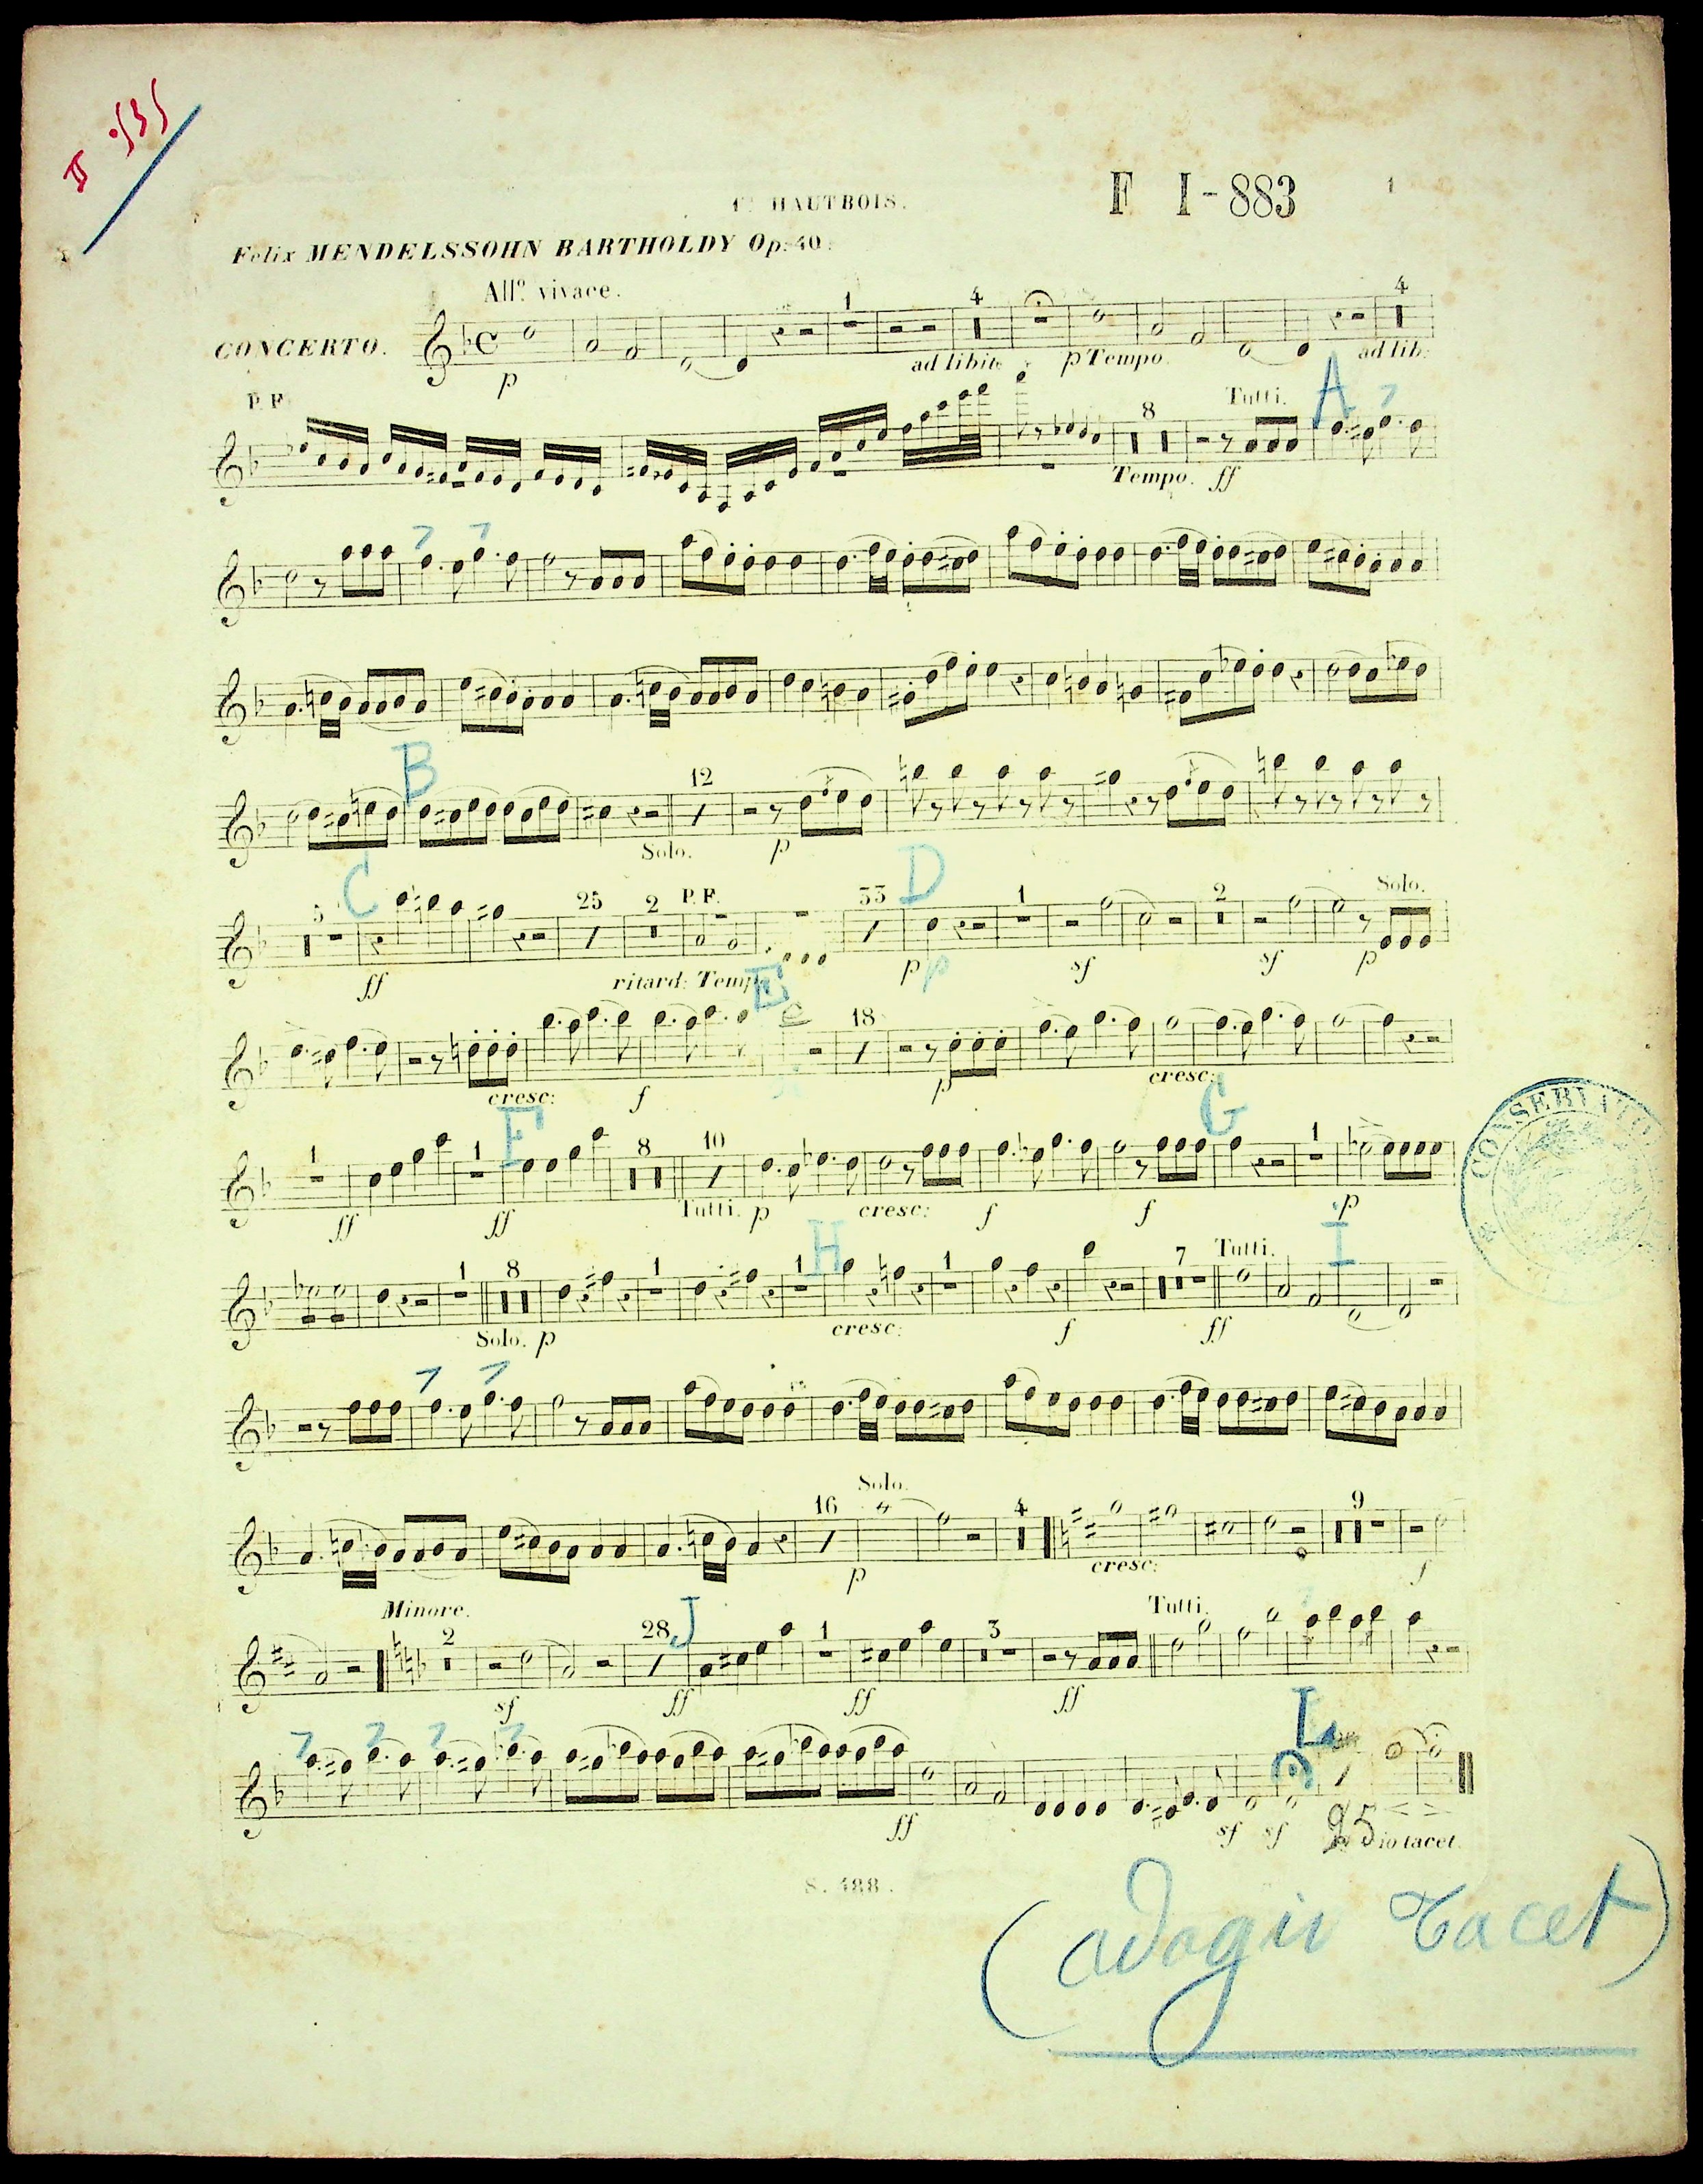 II
F I-883
1
1r HAUTBOIS.
Felix MENDELSSOHN BARTHOLDY Op: 40.
Allo. vivace.
CONCERTO.
1 4 4
p ad libit: p Tempo. ad lib:
P. F. 8 Tutti. A
Tempo. ff
B 12
Solo. p
C 5 25 2 P. F. 33 D 1 2 Solo.
ff ritard: Tempo p p sf sf p
E 18
cresc: f p cresc:
1 1 F 8 10 G 1
ff ff Tutti. p cresc: f f p
1 8 1 1 H 1 7 Tutti. I
Solo. p cresc: f ff
16 Solo. 4 9
p cresc: f
Minore. 2 28 J 1 3 Tutti.
sf ff ff ff
L
ff sf sf 95 io tacet.
S. 488.
(adagio Tacet)
CONSERVATO